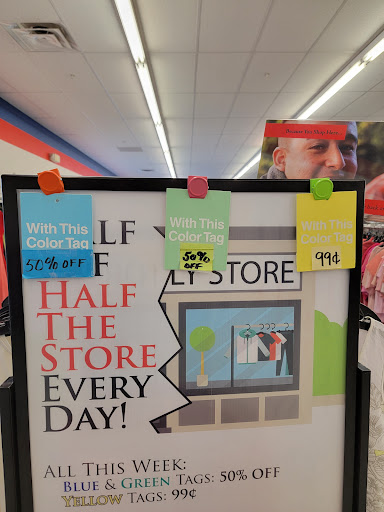 With This
Color Tag
50% OFF
With This
Color Tag
50%
OFF
With This
Color Tag
99¢
LF
F
HALF
THE
STORE
EVERY
DAY!
LY STORE
ALL THIS WEEK:
BLUE & GREEN TAGS: 50% OFF
YELLOW TAGS: 99¢